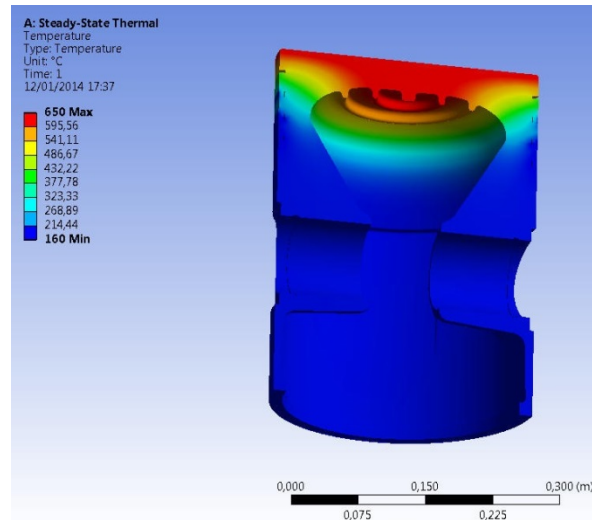 A: Steady-State Thermal
Temperature
Type: Temperature
Unit: °C
Time: 1
12/01/2014 17:37
650 Max
595,56
541,11
486,67
432,22
377,78
323,33
268,89
214,44
160 Min
0,000 0,150 0,300 (m)
0,075 0,225